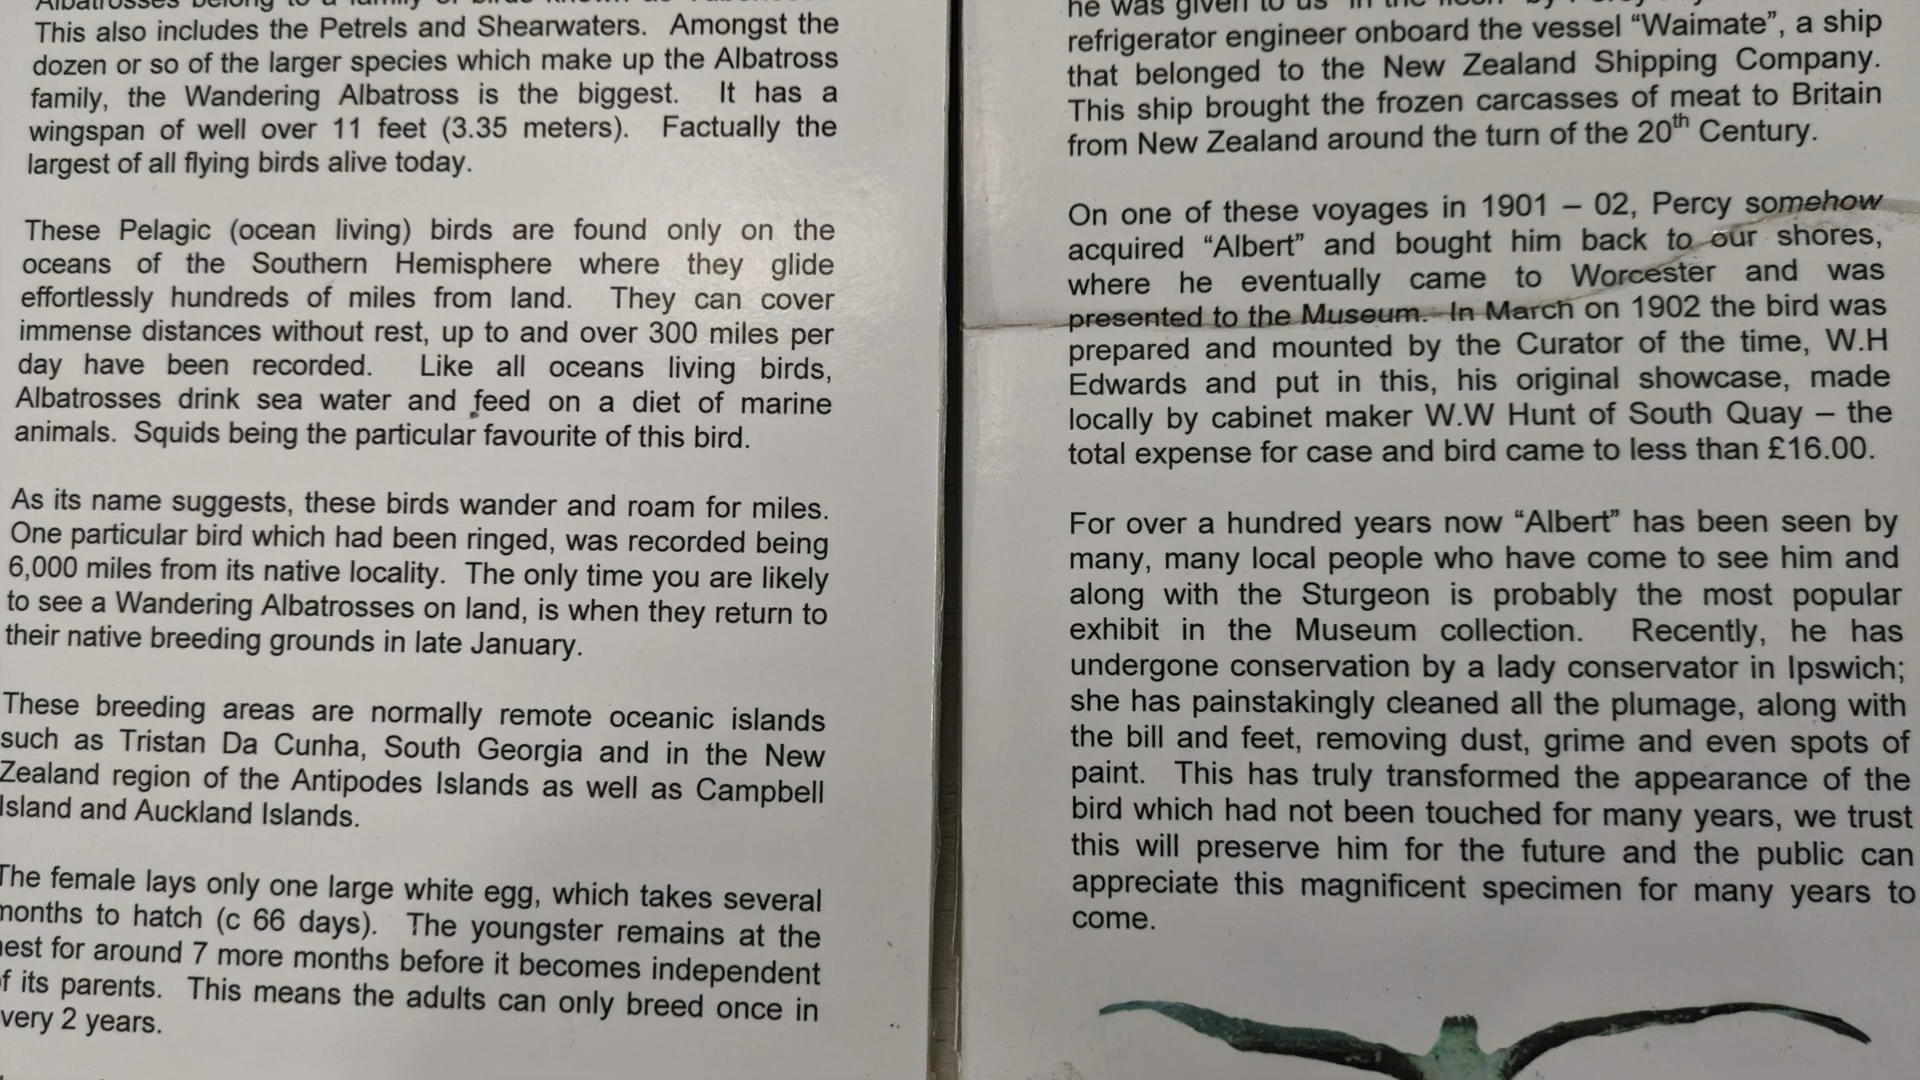 Albatrosses belong to a family of birds known as
This also includes the Petrels and Shearwaters. Amongst the
dozen or so of the larger species which make up the Albatross
family, the Wandering Albatross is the biggest. It has a
wingspan of well over 11 feet (3.35 meters). Factually the
largest of all flying birds alive today.
These Pelagic (ocean living) birds are found only on the
oceans of the Southern Hemisphere where they glide
effortlessly hundreds of miles from land. They can cover
immense distances without rest, up to and over 300 miles per
day have been recorded. Like all oceans living birds,
Albatrosses drink sea water and feed on a diet of marine
animals. Squids being the particular favourite of this bird.
As its name suggests, these birds wander and roam for miles.
One particular bird which had been ringed, was recorded being
6,000 miles from its native locality. The only time you are likely
to see a Wandering Albatrosses on land, is when they return to
their native breeding grounds in late January.
These breeding areas are normally remote oceanic islands
such as Tristan Da Cunha, South Georgia and in the New
Zealand region of the Antipodes Islands as well as Campbell
Island and Auckland Islands.
The female lays only one large white egg, which takes several
months to hatch (c 66 days). The youngster remains at the
nest for around 7 more months before it becomes independent
of its parents. This means the adults can only breed once in
very 2 years.
he was given to us "in the flesh" by Percy
refrigerator engineer onboard the vessel “Waimate”, a ship
that belonged to the New Zealand Shipping Company.
This ship brought the frozen carcasses of meat to Britain
from New Zealand around the turn of the 20th Century.
On one of these voyages in 1901 – 02, Percy somehow
acquired “Albert” and bought him back to our shores,
where he eventually came to Worcester and was
presented to the Museum. In March on 1902 the bird was
prepared and mounted by the Curator of the time, W.H
Edwards and put in this, his original showcase, made
locally by cabinet maker W.W Hunt of South Quay – the
total expense for case and bird came to less than £16.00.
For over a hundred years now “Albert” has been seen by
many, many local people who have come to see him and
along with the Sturgeon is probably the most popular
exhibit in the Museum collection. Recently, he has
undergone conservation by a lady conservator in Ipswich;
she has painstakingly cleaned all the plumage, along with
the bill and feet, removing dust, grime and even spots of
paint. This has truly transformed the appearance of the
bird which had not been touched for many years, we trust
this will preserve him for the future and the public can
appreciate this magnificent specimen for many years to
come.